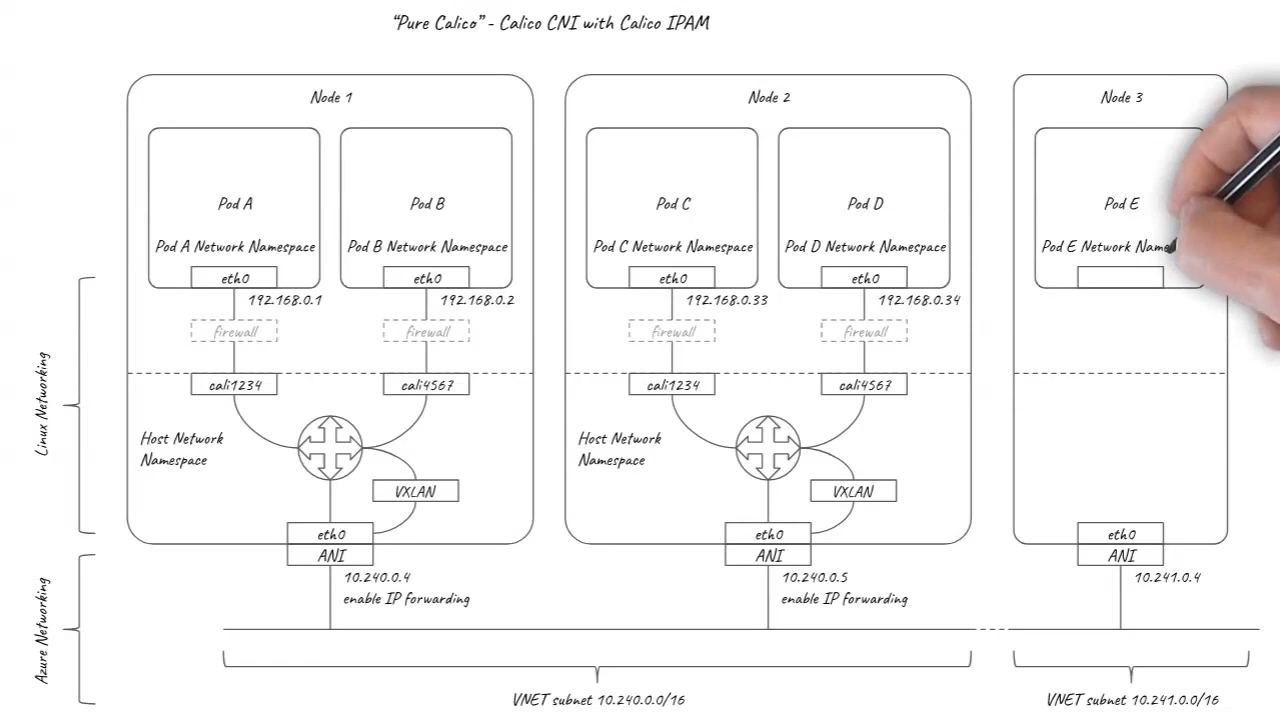 “Pure Calico” - Calico CNI with Calico IPAM
Node 1
Pod A
Pod A Network Namespace
eth0
192.168.0.1
firewall
cali1234
Pod B
Pod B Network Namespace
eth0
192.168.0.2
firewall
cali4567
Host Network
Namespace
VXLAN
eth0
ANI
10.240.0.4
enable IP forwarding
Node 2
Pod C
Pod C Network Namespace
eth0
192.168.0.33
firewall
cali1234
Pod D
Pod D Network Namespace
eth0
192.168.0.34
firewall
cali4567
Host Network
Namespace
VXLAN
eth0
ANI
10.240.0.5
enable IP forwarding
Node 3
Pod E
Pod E Network Name
eth0
ANI
10.241.0.4
Linux Networking
Azure Networking
VNET subnet 10.240.0.0/16
VNET subnet 10.241.0.0/16